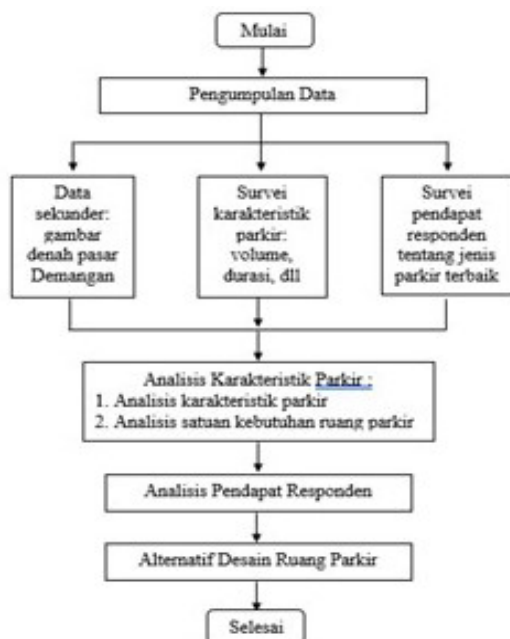 Mulai
Pengumpulan Data
Data
sekunder:
gambar
denah pasar
Demangan
Survei
karakteristik
parkir:
volume,
durasi, dll
Survei
pendapat
responden
tentang jenis
parkir terbaik
Analisis Karakteristik Parkir :
1. Analisis karakteristik parkir
2. Analisis satuan kebutuhan ruang parkir
Analisis Pendapat Responden
Alternatif Desain Ruang Parkir
Selesai